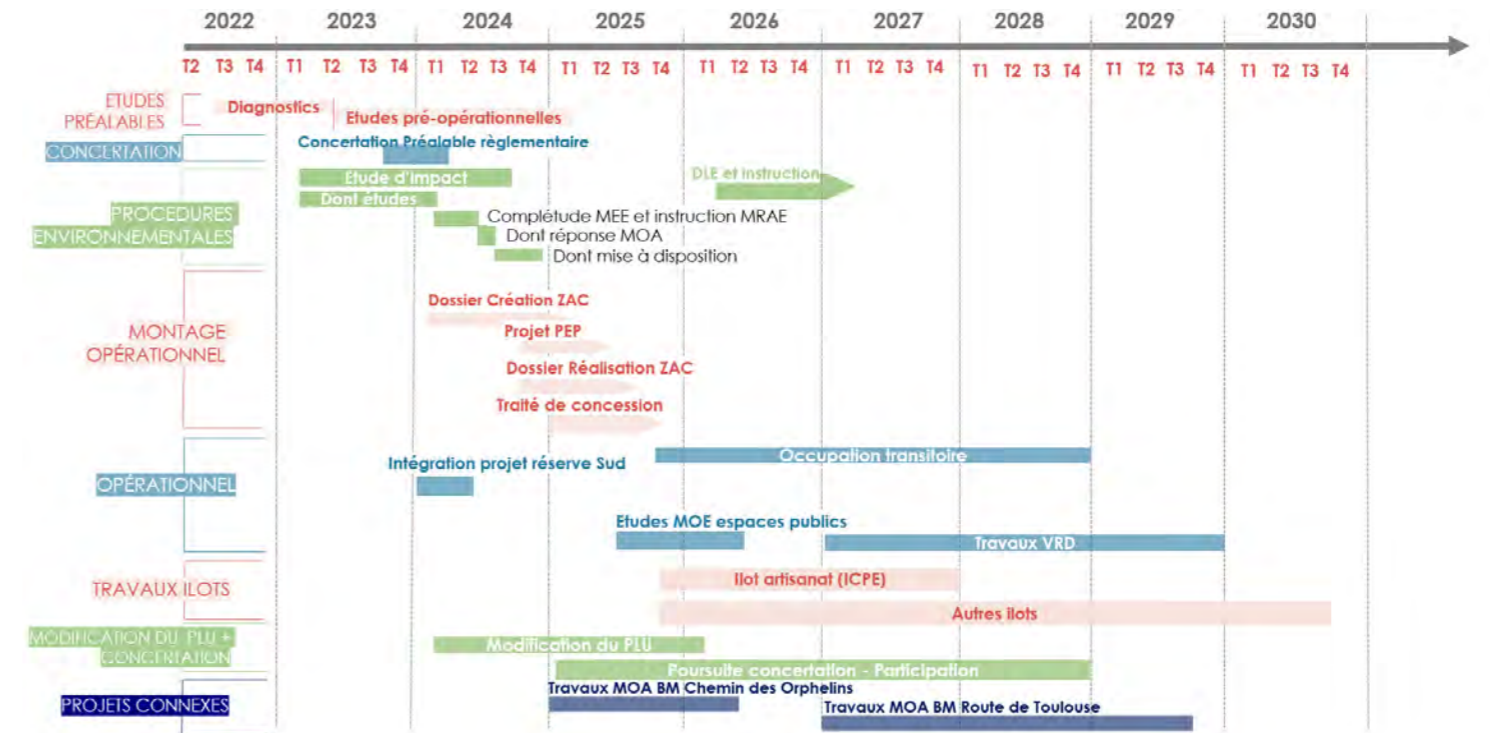 2022 2023 2024 2025 2026 2027 2028 2029 2030
T2 T3 T4 T1 T2 T3 T4 T1 T2 T3 T4 T1 T2 T3 T4 T1 T2 T3 T4 T1 T2 T3 T4 T1 T2 T3 T4 T1 T2 T3 T4 T1 T2 T3 T4
ETUDES
PRÉALABLES
Diagnostics
Etudes pré-opérationnelles
CONCERTATION
Concertation Préalable règlementaire
PROCEDURES
ENVIRONNEMENTALES
Etude d'impact
DLE et instruction
Dont études
Complétude MEE et instruction MRAE
Dont réponse MOA
Dont mise à disposition
MONTAGE
OPÉRATIONNEL
Dossier Création ZAC
Projet PEP
Dossier Réalisation ZAC
Traité de concession
OPÉRATIONNEL
Occupation transitoire
Intégration projet réserve Sud
Etudes MOE espaces publics
Travaux VRD
TRAVAUX ILOTS
Ilot artisanat (ICPE)
Autres ilots
MODIFICATION DU PLU +
CONCERTATION
Modification du PLU
Poursuite concertation - Participation
PROJETS CONNEXES
Travaux MOA BM Chemin des Orphelins
Travaux MOA BM Route de Toulouse